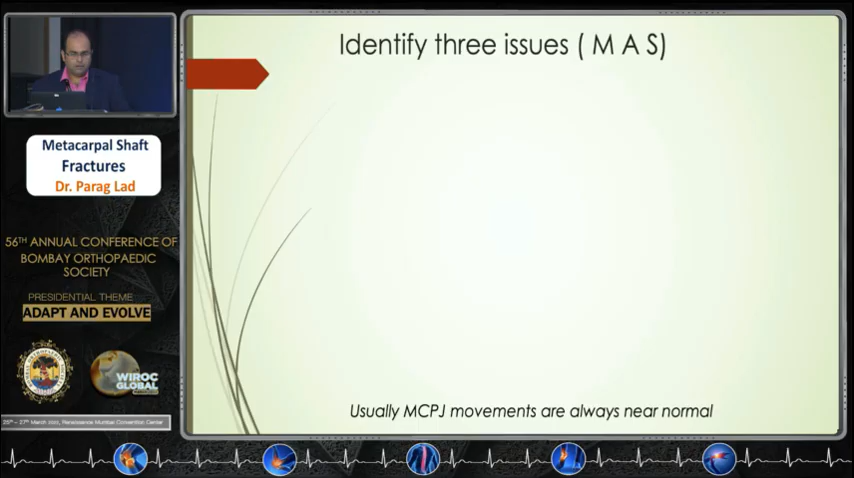 Identify three issues ( M A S)
Metacarpal Shaft
Fractures
Dr. Parag Lad
56TH ANNUAL CONFERENCE OF
BOMBAY ORTHOPAEDIC
SOCIETY
PRESIDENTIAL THEME
ADAPT AND EVOLVE
WIROC
GLOBAL
25th – 27th March 2022, Renaissance Mumbai Convention Center
Usually MCPJ movements are always near normal